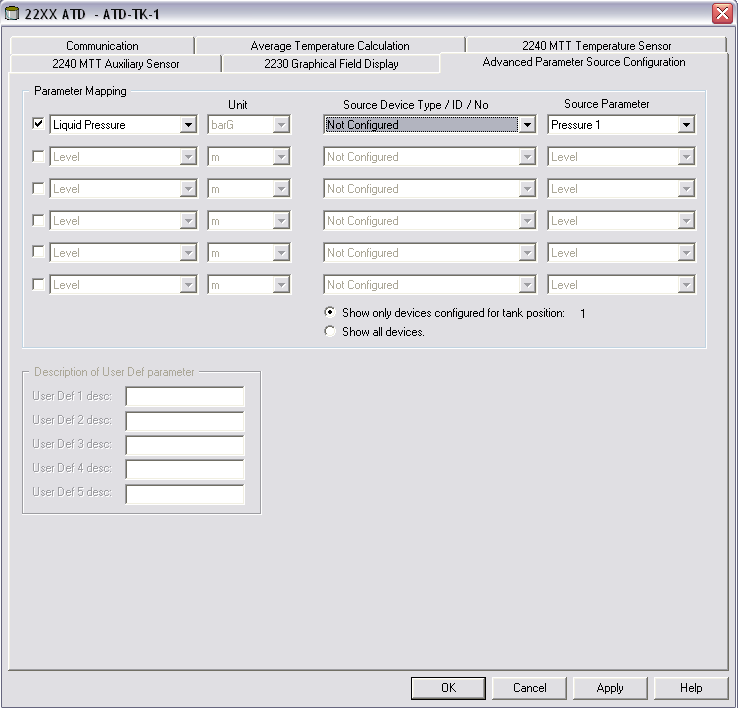 22XX ATD - ATD-TK-1
Communication Average Temperature Calculation 2240 MTT Temperature Sensor
2240 MTT Auxiliary Sensor 2230 Graphical Field Display Advanced Parameter Source Configuration
Parameter Mapping
Unit Source Device Type / ID / No Source Parameter
Liquid Pressure barG Not Configured Pressure 1
Level m Not Configured Level
Level m Not Configured Level
Level m Not Configured Level
Level m Not Configured Level
Level m Not Configured Level
Show only devices configured for tank position: 1
Show all devices.
Description of User Def parameter
User Def 1 desc:
User Def 2 desc:
User Def 3 desc:
User Def 4 desc:
User Def 5 desc:
OK Cancel Apply Help